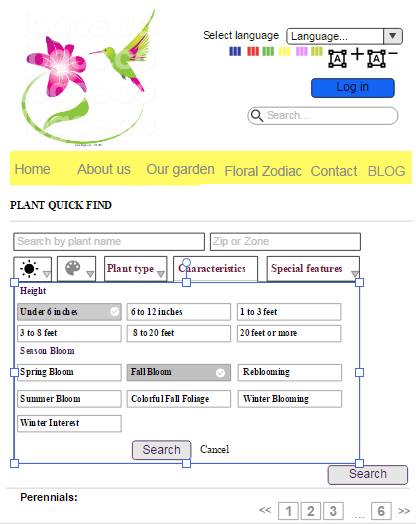 Select language Language...
A + A −
Log in
Search...
Home About us Our garden Floral Zodiac Contact BLOG
PLANT QUICK FIND
Search by plant name Zip or Zone
Plant type Characteristics Special features
Height
Under 6 inches 6 to 12 inches 1 to 3 feet
3 to 8 feet 8 to 20 feet 20 feet or more
Season Bloom
Spring Bloom Fall Bloom Reblooming
Summer Bloom Colorful Fall Foliage Winter Blooming
Winter Interest
Search Cancel
Search
Perennials:
<< 1 2 3 ... 6 >>